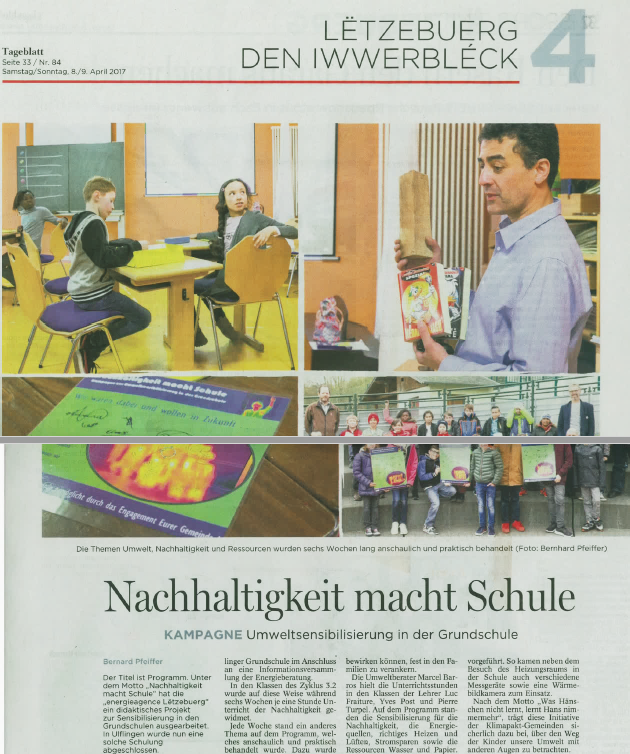 LËTZEBUERG
DEN IWWERBLÉCK
4
Tageblatt
Seite 33 / Nr. 84
Samstag/Sonntag, 8./9. April 2017
macht Schule
dabei und wollen in Zukunft
durch das Engagement Eurer
Die Themen Umwelt, Nachhaltigkeit und Ressourcen wurden sechs Wochen lang anschaulich und praktisch behandelt (Foto: Bernhard Pfeiffer)
Nachhaltigkeit macht Schule
KAMPAGNE Umweltsensibilisierung in der Grundschule
Bernard Pfeiffer
Der Titel ist Programm. Unter
dem Motto „Nachhaltigkeit
macht Schule" hat die
„energieagence Lëtzebuerg"
ein didaktisches Projekt
zur Sensibilisierung in den
Grundschulen ausgearbeitet.
In Ulflingen wurde nun eine
solche Schulung
abgeschlossen.
linger Grundschule im Anschluss
an eine Informationsversamm-
lung der Energieberatung.
In den Klassen des Zyklus 3.2
wurde auf diese Weise während
sechs Wochen je eine Stunde Un-
terricht der Nachhaltigkeit ge-
widmet.
Jede Woche stand ein anderes
Thema auf dem Programm, wel-
ches anschaulich und praktisch
behandelt wurde. Dazu wurde
bewirken können, fest in den Fa-
milien zu verankern.
Die Umweltberater Marcel Bar-
ros hielt die Unterrichtsstunden
in den Klassen der Lehrer Luc
Fraiture, Yves Post und Pierre
Turpel. Auf dem Programm stan-
den die Sensibilisierung für die
Nachhaltigkeit, die Energie-
quellen, richtiges Heizen und
Lüften, Stromsparen sowie die
Ressourcen Wasser und Papier.
vorgeführt. So kamen neben dem
Besuch des Heizungsraums in
der Schule auch verschiedene
Messgeräte sowie eine Wärme-
bildkamera zum Einsatz.
Nach dem Motto „Was Häns-
chen nicht lernt, lernt Hans nim-
mermehr", trägt diese Initiative
der Klimapakt-Gemeinden si-
cherlich dazu bei, über den Weg
der Kinder unsere Umwelt mit
anderen Augen zu betrachten.